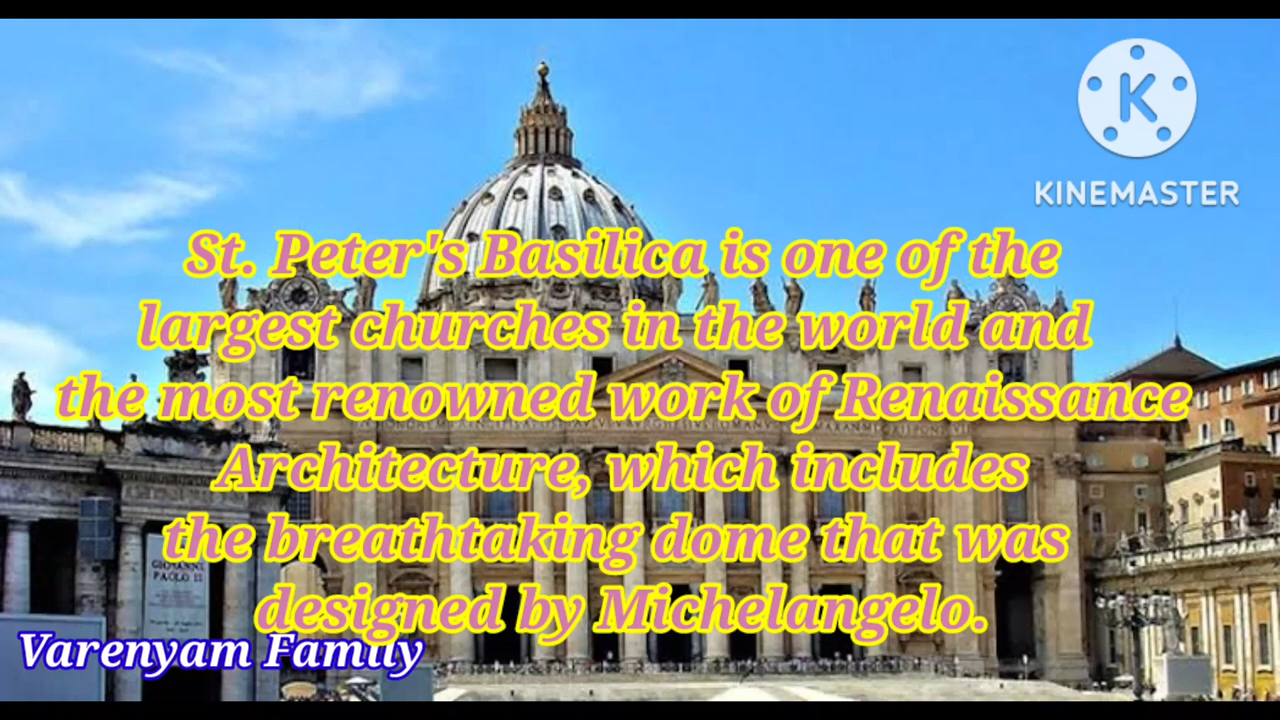 K
KINEMASTER
St. Peter's Basilica is one of the
largest churches in the world and
the most renowned work of Renaissance
Architecture, which includes
the breathtaking dome that was
designed by Michelangelo.
GIOVANNI
PAOLO II
Varenyam Family